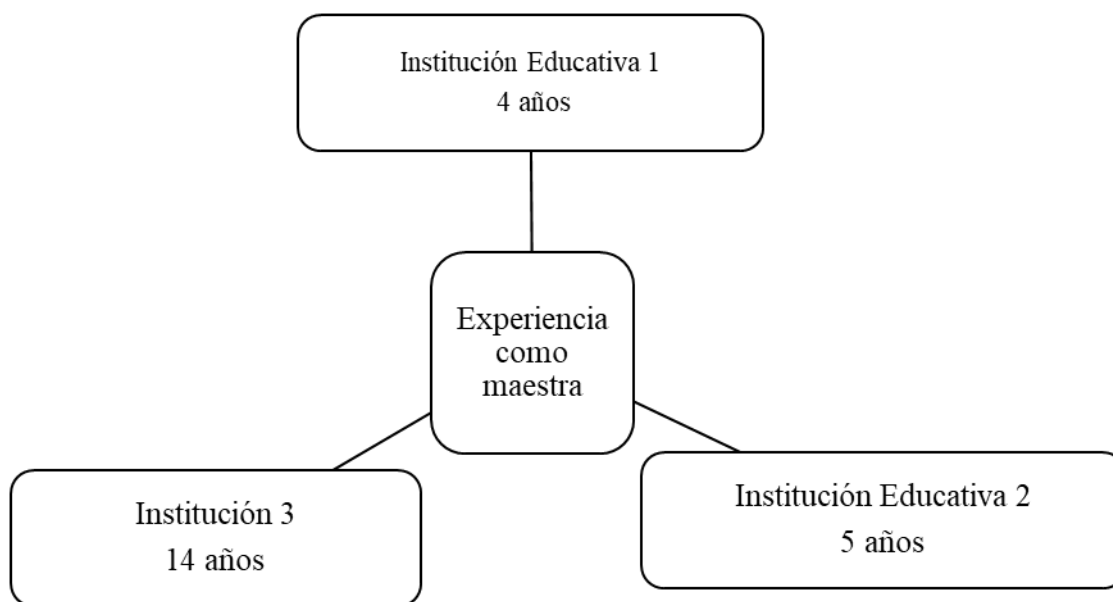 Institución Educativa 1
4 años
Experiencia
como
maestra
Institución 3
14 años
Institución Educativa 2
5 años